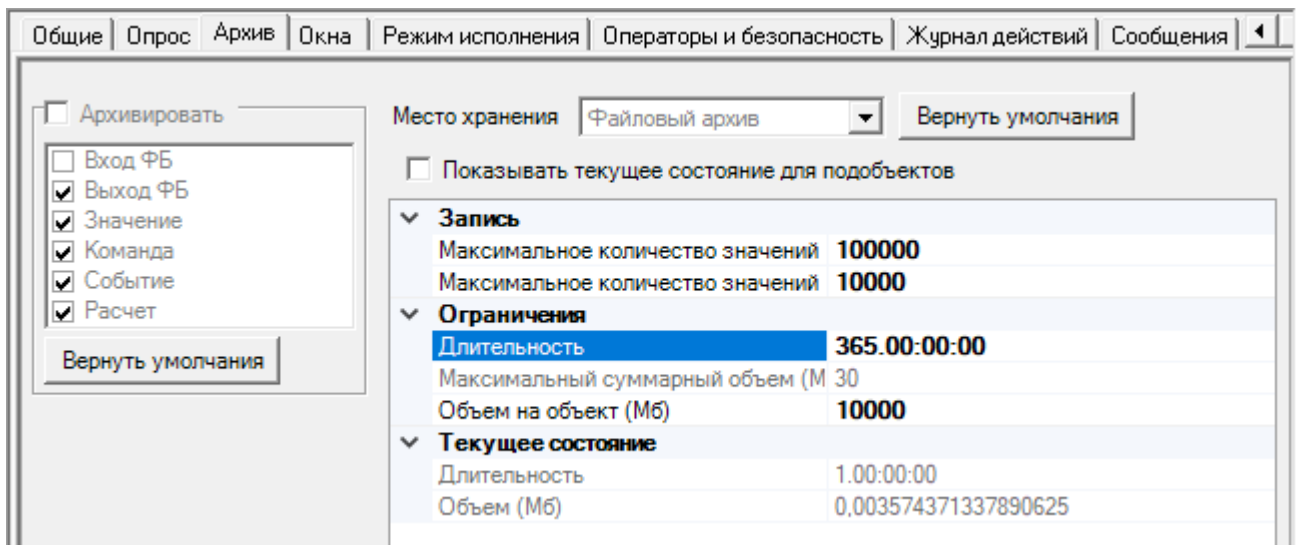 Общие Опрос Архив Окна Режим исполнения Операторы и безопасность Журнал действий Сообщения
Архивировать
Вход ФБ
Выход ФБ
Значение
Команда
Событие
Расчет
Вернуть умолчания
Место хранения Файловый архив Вернуть умолчания
Показывать текущее состояние для подобъектов
Запись
Максимальное количество значений 100000
Максимальное количество значений 10000
Ограничения
Длительность 365.00:00:00
Максимальный суммарный объем (М 30
Объем на объект (Мб) 10000
Текущее состояние
Длительность 1.00:00:00
Объем (Мб) 0,003574371337890625